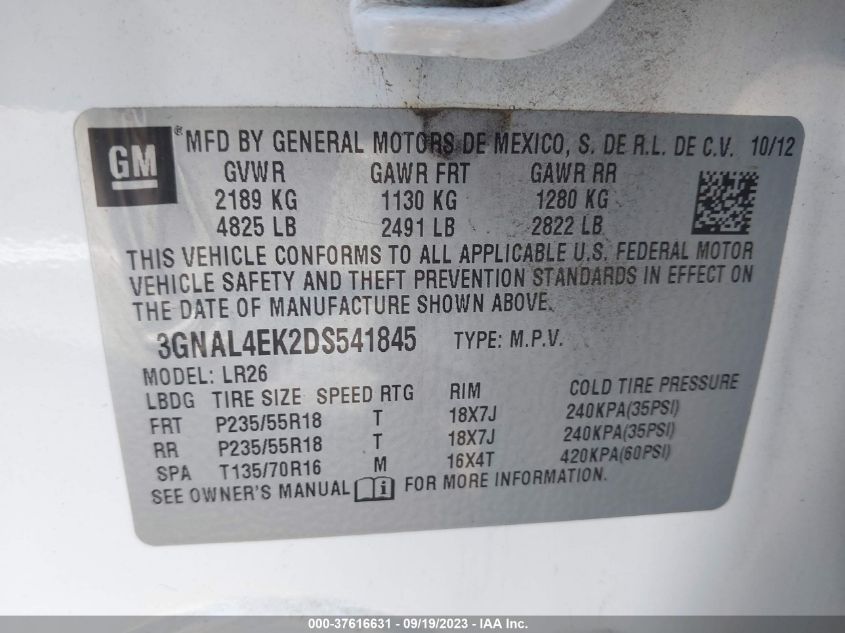 GM ® MFD BY GENERAL MOTORS DE MEXICO, S. DE R.L. DE C.V. 10/12
GVWR GAWR FRT GAWR RR
2189 KG 1130 KG 1280 KG
4825 LB 2491 LB 2822 LB
THIS VEHICLE CONFORMS TO ALL APPLICABLE U.S. FEDERAL MOTOR
VEHICLE SAFETY AND THEFT PREVENTION STANDARDS IN EFFECT ON
THE DATE OF MANUFACTURE SHOWN ABOVE.
3GNAL4EK2DS541845 TYPE: M.P.V.
MODEL: LR26
LBDG TIRE SIZE SPEED RTG RIM COLD TIRE PRESSURE
FRT P235/55R18 T 18X7J 240KPA(35PSI)
RR P235/55R18 T 18X7J 240KPA(35PSI)
SPA T135/70R16 M 16X4T 420KPA(60PSI)
SEE OWNER'S MANUAL i FOR MORE INFORMATION.
000-37616631 - 09/19/2023 - IAA Inc.